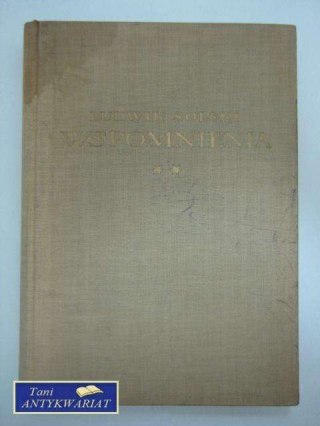 LUDWIK SOLSKI
WSPOMNIENIA
Tani
ANTYKWARIAT